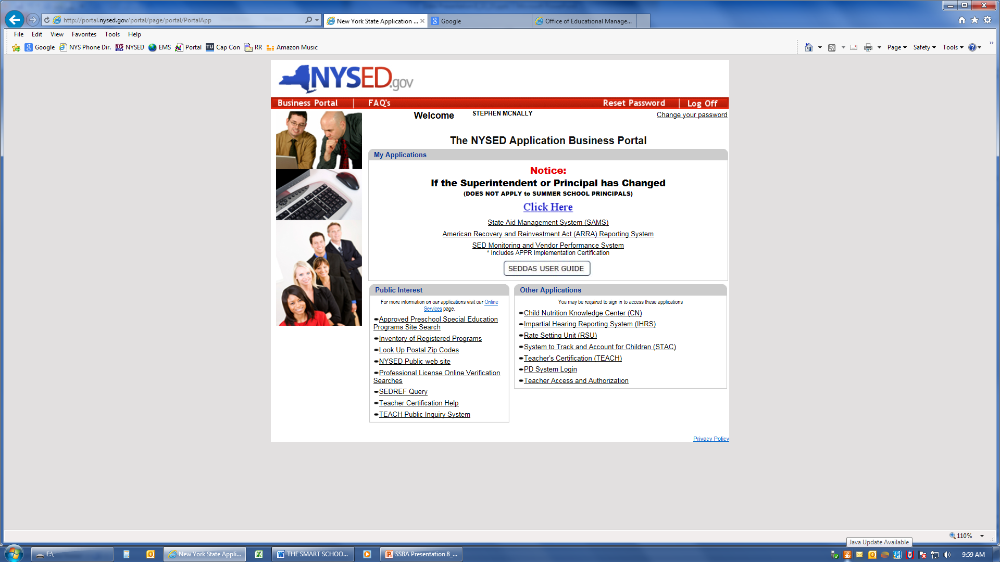 http://portal.nysed.gov/portal/page/portal/PortalApp
New York State Application ...
Google
Office of Educational Manage...
File Edit View Favorites Tools Help
Google NYS Phone Dir. NYSED EMS Portal Cap Con RR Amazon Music
Page Safety Tools
NYSED.gov
Business Portal | FAQ's Reset Password | Log Off
Welcome STEPHEN MCNALLY Change your password
The NYSED Application Business Portal
My Applications
Notice:
If the Superintendent or Principal has Changed
(DOES NOT APPLY to SUMMER SCHOOL PRINCIPALS)
Click Here
State Aid Management System (SAMS)
American Recovery and Reinvestment Act (ARRA) Reporting System
SED Monitoring and Vendor Performance System
* Includes APPR Implementation Certification
SEDDAS USER GUIDE
Public Interest
For more information on our applications visit our Online
Services page.
Approved Preschool Special Education
Programs Site Search
Inventory of Registered Programs
Look Up Postal Zip Codes
NYSED Public web site
Professional License Online Verification
Searches
SEDREF Query
Teacher Certification Help
TEACH Public Inquiry System
Other Applications
You may be required to sign in to access these applications
Child Nutrition Knowledge Center (CN)
Impartial Hearing Reporting System (IHRS)
Rate Setting Unit (RSU)
System to Track and Account for Children (STAC)
Teacher's Certification (TEACH)
PD System Login
Teacher Access and Authorization
Privacy Policy
110%
Java Update Available
E:\
New York State Appli...
THE SMART SCHOO...
SSBA Presentation 8_...
9:59 AM